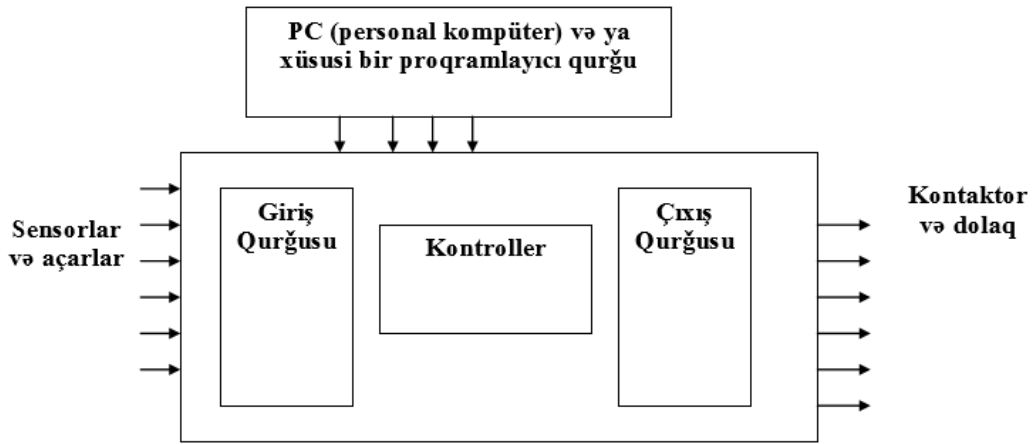 PC (personal kompüter) və ya
xüsusi bir proqramlayıcı qurğu
Sensorlar
və açarlar
Giriş
Qurğusu
Kontroller
Çıxış
Qurğusu
Kontaktor
və dolaq